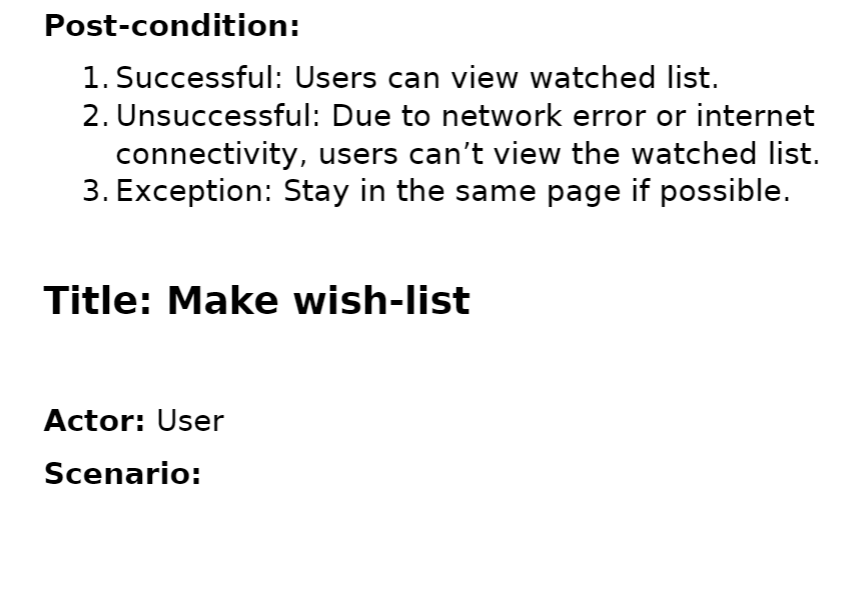 Post-condition:
1. Successful: Users can view watched list.
2. Unsuccessful: Due to network error or internet
connectivity, users can’t view the watched list.
3. Exception: Stay in the same page if possible.
Title: Make wish-list
Actor: User
Scenario: